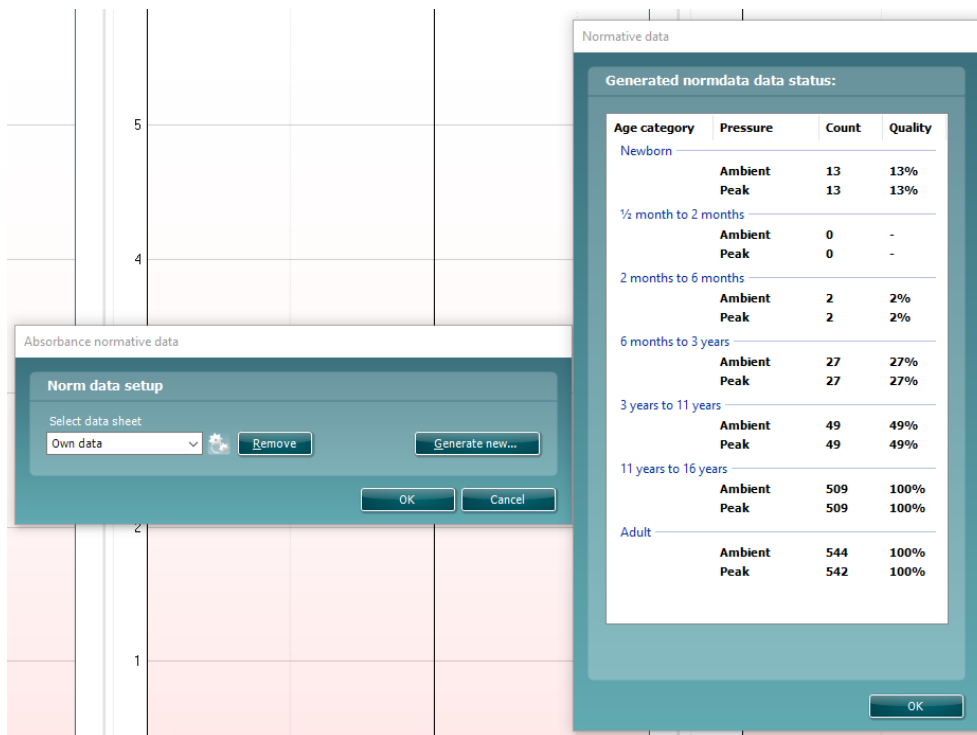 5
4
2
1
Absorbance normative data
Norm data setup
Select data sheet
Own data Remove Generate new...
OK Cancel
Normative data
Generated normdata data status:
Age category Pressure Count Quality
Newborn
Ambient 13 13%
Peak 13 13%
½ month to 2 months
Ambient 0 -
Peak 0 -
2 months to 6 months
Ambient 2 2%
Peak 2 2%
6 months to 3 years
Ambient 27 27%
Peak 27 27%
3 years to 11 years
Ambient 49 49%
Peak 49 49%
11 years to 16 years
Ambient 509 100%
Peak 509 100%
Adult
Ambient 544 100%
Peak 542 100%
OK